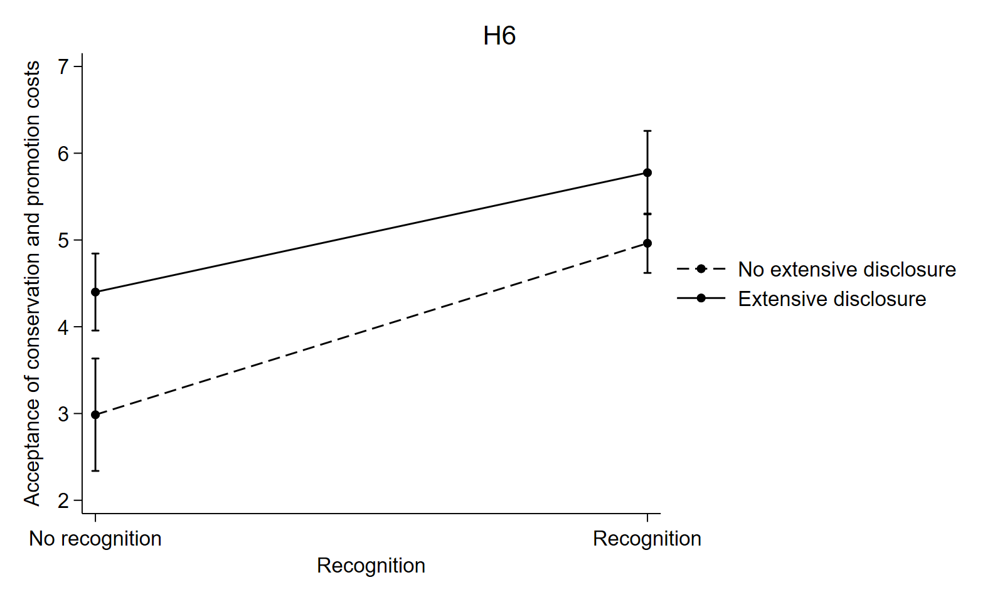 H6
Acceptance of conservation and promotion costs
7
6
5
4
3
2
No recognition
Recognition
Recognition
No extensive disclosure
Extensive disclosure